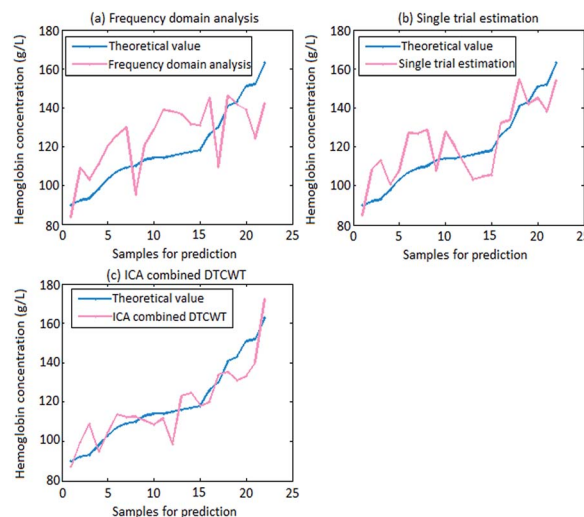 (a) Frequency domain analysis
Theoretical value
Frequency domain analysis
Hemoglobin concentration (g/L)
160
140
120
100
80
0 5 10 15 20 25
Samples for prediction
(b) Single trial estimation
Theoretical value
Single trial estimation
Hemoglobin concentration (g/L)
160
140
120
100
80
0 5 10 15 20 25
Samples for prediction
(c) ICA combined DTCWT
Theoretical value
ICA combined DTCWT
Hemoglobin concentration (g/L)
180
160
140
120
100
80
0 5 10 15 20 25
Samples for prediction